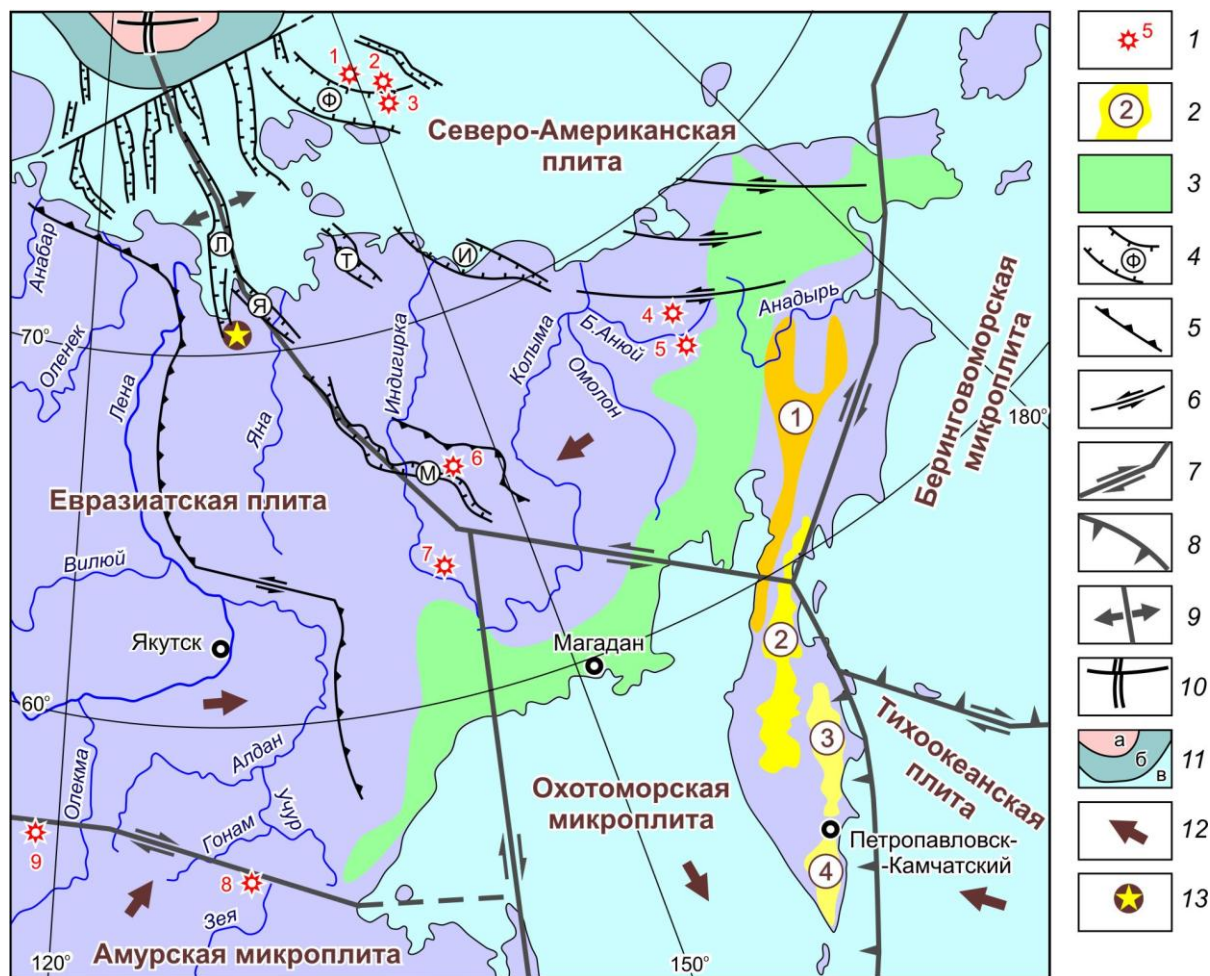 1
2
3
Ф
Северо-Американская
плита
Анабар
Л
Т
И
Я
70°
Оленек
Лена
Яна
Индигирка
Колыма
Б.Анюй
Омолон
4
5
Анадырь
1
180°
Беринговоморская
микроплита
М
6
Евразиатская плита
Вилюй
7
Якутск
Магадан
2
60°
Олекма
Алдан
Учур
Гонам
3
Тихоокеанская
плита
Охотоморская
микроплита
Петропавловск-
-Камчатский
9
8
4
Зея
Амурская микроплита
120°
150°
5 1
2 2
3
Ф 4
5
6
7
8
9
10
а б в 11
12
13